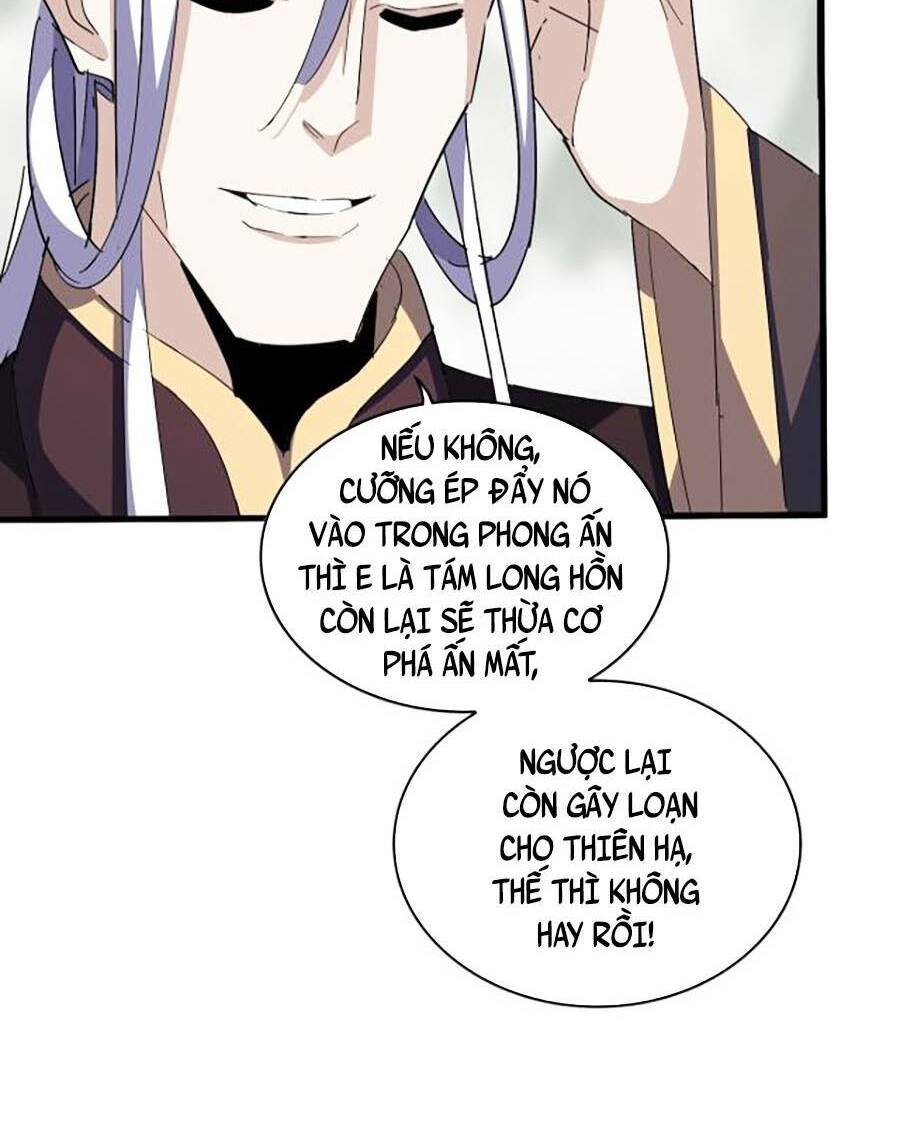 NẾU KHÔNG,
CƯỠNG ÉP ĐẨY NÓ
VÀO TRONG PHONG ẤN
THÌ E LÀ TÁM LONG HỒN
CÒN LẠI SẼ THỪA CƠ
PHÁ ẤN MẤT,
NGƯỢC LẠI
CÒN GÂY LOẠN
CHO THIÊN HẠ,
THẾ THÌ KHÔNG
HAY RỒI!